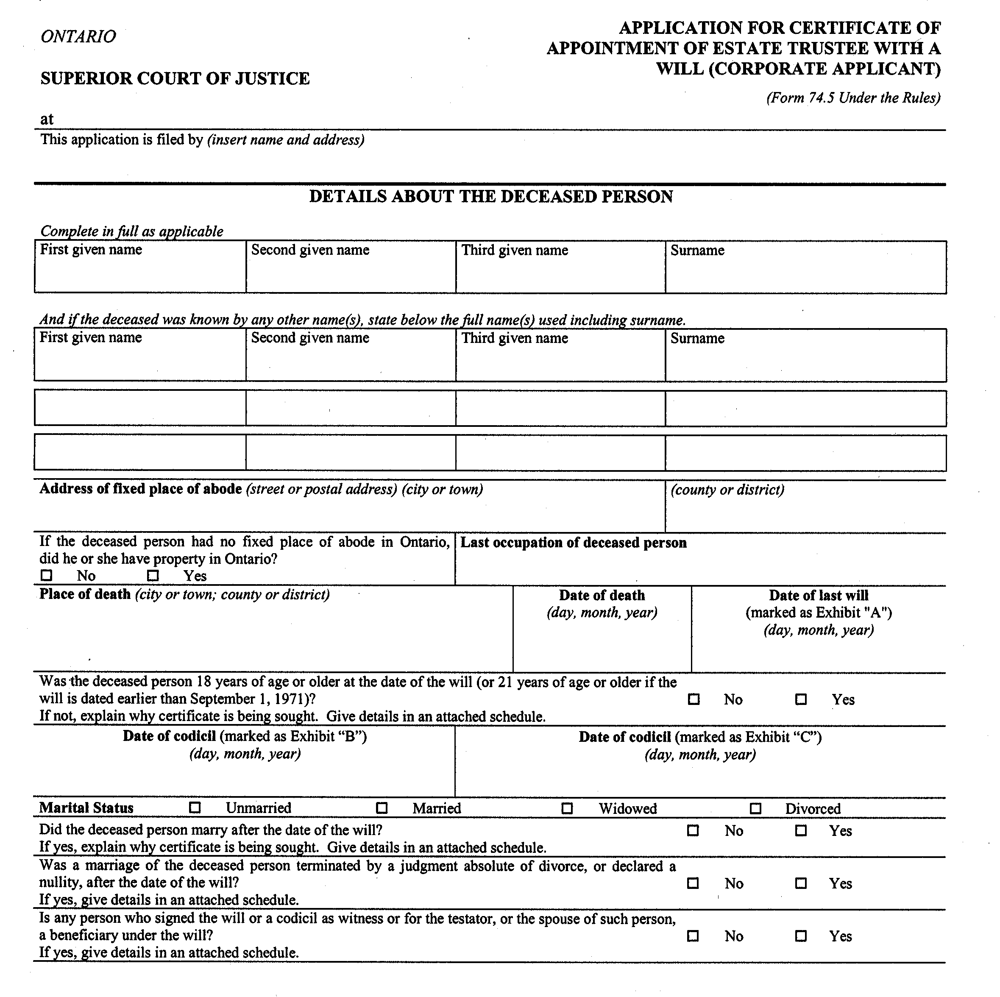 ONTARIO
APPLICATION FOR CERTIFICATE OF
APPOINTMENT OF ESTATE TRUSTEE WITH A
WILL (CORPORATE APPLICANT)
SUPERIOR COURT OF JUSTICE
(Form 74.5 Under the Rules)
at
This application is filed by (insert name and address)
DETAILS ABOUT THE DECEASED PERSON
Complete in full as applicable
First given name Second given name Third given name Surname
And if the deceased was known by any other name(s), state below the full name(s) used including surname.
First given name Second given name Third given name Surname
Address of fixed place of abode (street or postal address) (city or town) (county or district)
If the deceased person had no fixed place of abode in Ontario,
did he or she have property in Ontario?
☐ No ☐ Yes
Last occupation of deceased person
Place of death (city or town; county or district)
Date of death
(day, month, year)
Date of last will
(marked as Exhibit "A")
(day, month, year)
Was the deceased person 18 years of age or older at the date of the will (or 21 years of age or older if the
will is dated earlier than September 1, 1971)? ☐ No ☐ Yes
If not, explain why certificate is being sought. Give details in an attached schedule.
Date of codicil (marked as Exhibit “B”)
(day, month, year)
Date of codicil (marked as Exhibit “C”)
(day, month, year)
Marital Status ☐ Unmarried ☐ Married ☐ Widowed ☐ Divorced
Did the deceased person marry after the date of the will? ☐ No ☐ Yes
If yes, explain why certificate is being sought. Give details in an attached schedule.
Was a marriage of the deceased person terminated by a judgment absolute of divorce, or declared a
nullity, after the date of the will? ☐ No ☐ Yes
If yes, give details in an attached schedule.
Is any person who signed the will or a codicil as witness or for the testator, or the spouse of such person,
a beneficiary under the will? ☐ No ☐ Yes
If yes, give details in an attached schedule.